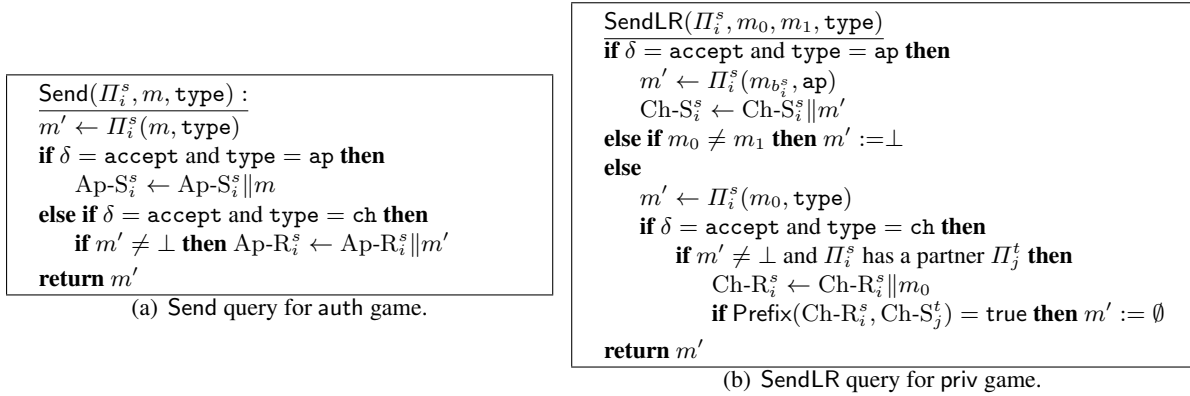 Send(Π_i^s, m, type) :
m′ ← Π_i^s(m, type)
if δ = accept and type = ap then
Ap-S_i^s ← Ap-S_i^s‖m
else if δ = accept and type = ch then
if m′ ≠ ⊥ then Ap-R_i^s ← Ap-R_i^s‖m′
return m′
(a) Send query for auth game.
SendLR(Π_i^s, m_0, m_1, type)
if δ = accept and type = ap then
m′ ← Π_i^s(m_{b_i^s}, ap)
Ch-S_i^s ← Ch-S_i^s‖m′
else if m_0 ≠ m_1 then m′ :=⊥
else
m′ ← Π_i^s(m_0, type)
if δ = accept and type = ch then
if m′ ≠ ⊥ and Π_i^s has a partner Π_j^t then
Ch-R_i^s ← Ch-R_i^s‖m_0
if Prefix(Ch-R_i^s, Ch-S_j^t) = true then m′ := ∅
return m′
(b) SendLR query for priv game.